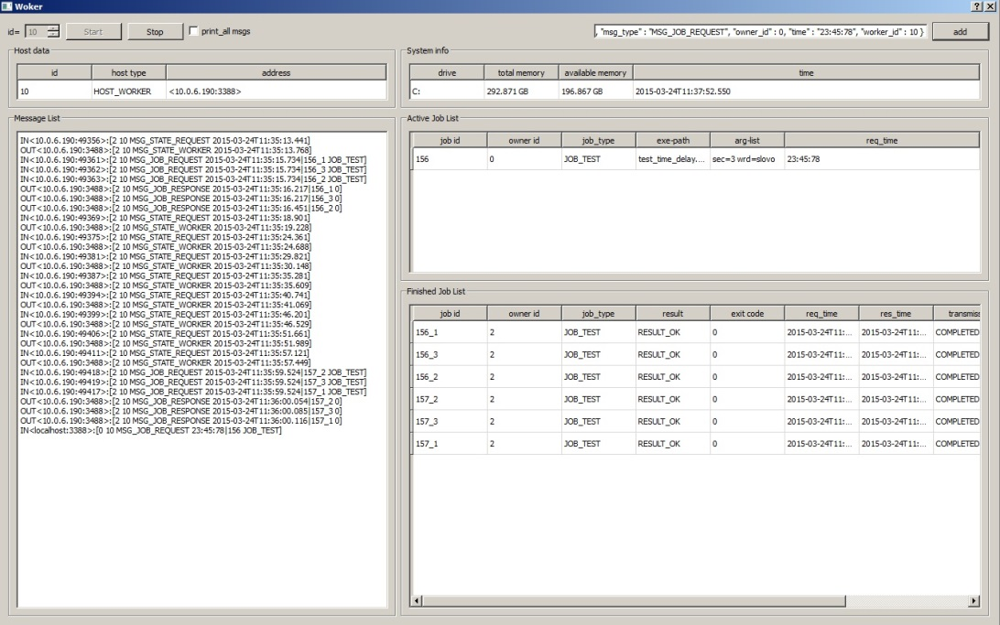 Woker
id= 10 Start Stop print_all msgs , "msg_type" : "MSG_JOB_REQUEST", "owner_id" : 0, "time" : "23:45:78", "worker_id" : 10 } add
Host data
id host type address
10 HOST_WORKER <10.0.6.190:3388>
System info
drive total memory available memory time
C: 292.871 GB 196.867 GB 2015-03-24T11:37:52.550
Message List
IN<10.0.6.190:49356>:[2 10 MSG_STATE_REQUEST 2015-03-24T11:35:13.441]
OUT<10.0.6.190:3488>:[2 10 MSG_STATE_WORKER 2015-03-24T11:35:13.768]
IN<10.0.6.190:49361>:[2 10 MSG_JOB_REQUEST 2015-03-24T11:35:15.734|156_1 JOB_TEST]
IN<10.0.6.190:49362>:[2 10 MSG_JOB_REQUEST 2015-03-24T11:35:15.734|156_3 JOB_TEST]
IN<10.0.6.190:49363>:[2 10 MSG_JOB_REQUEST 2015-03-24T11:35:15.734|156_2 JOB_TEST]
OUT<10.0.6.190:3488>:[2 10 MSG_JOB_RESPONSE 2015-03-24T11:35:16.217|156_1 0]
OUT<10.0.6.190:3488>:[2 10 MSG_JOB_RESPONSE 2015-03-24T11:35:16.217|156_3 0]
OUT<10.0.6.190:3488>:[2 10 MSG_JOB_RESPONSE 2015-03-24T11:35:16.451|156_2 0]
IN<10.0.6.190:49369>:[2 10 MSG_STATE_REQUEST 2015-03-24T11:35:18.901]
OUT<10.0.6.190:3488>:[2 10 MSG_STATE_WORKER 2015-03-24T11:35:19.228]
IN<10.0.6.190:49375>:[2 10 MSG_STATE_REQUEST 2015-03-24T11:35:24.361]
OUT<10.0.6.190:3488>:[2 10 MSG_STATE_WORKER 2015-03-24T11:35:24.688]
IN<10.0.6.190:49381>:[2 10 MSG_STATE_REQUEST 2015-03-24T11:35:29.821]
OUT<10.0.6.190:3488>:[2 10 MSG_STATE_WORKER 2015-03-24T11:35:30.148]
IN<10.0.6.190:49387>:[2 10 MSG_STATE_REQUEST 2015-03-24T11:35:35.281]
OUT<10.0.6.190:3488>:[2 10 MSG_STATE_WORKER 2015-03-24T11:35:35.609]
IN<10.0.6.190:49394>:[2 10 MSG_STATE_REQUEST 2015-03-24T11:35:40.741]
OUT<10.0.6.190:3488>:[2 10 MSG_STATE_WORKER 2015-03-24T11:35:41.069]
IN<10.0.6.190:49399>:[2 10 MSG_STATE_REQUEST 2015-03-24T11:35:46.201]
OUT<10.0.6.190:3488>:[2 10 MSG_STATE_WORKER 2015-03-24T11:35:46.529]
IN<10.0.6.190:49406>:[2 10 MSG_STATE_REQUEST 2015-03-24T11:35:51.661]
OUT<10.0.6.190:3488>:[2 10 MSG_STATE_WORKER 2015-03-24T11:35:51.989]
IN<10.0.6.190:49411>:[2 10 MSG_STATE_REQUEST 2015-03-24T11:35:57.121]
OUT<10.0.6.190:3488>:[2 10 MSG_STATE_WORKER 2015-03-24T11:35:57.449]
IN<10.0.6.190:49418>:[2 10 MSG_JOB_REQUEST 2015-03-24T11:35:59.524|157_2 JOB_TEST]
IN<10.0.6.190:49419>:[2 10 MSG_JOB_REQUEST 2015-03-24T11:35:59.524|157_3 JOB_TEST]
IN<10.0.6.190:49417>:[2 10 MSG_JOB_REQUEST 2015-03-24T11:35:59.524|157_1 JOB_TEST]
OUT<10.0.6.190:3488>:[2 10 MSG_JOB_RESPONSE 2015-03-24T11:36:00.054|157_2 0]
OUT<10.0.6.190:3488>:[2 10 MSG_JOB_RESPONSE 2015-03-24T11:36:00.085|157_3 0]
OUT<10.0.6.190:3488>:[2 10 MSG_JOB_RESPONSE 2015-03-24T11:36:00.116|157_1 0]
IN<localhost:3388>:[0 10 MSG_JOB_REQUEST 23:45:78|156 JOB_TEST]
Active Job List
job id owner id job_type exe-path arg-list req_time
156 0 JOB_TEST test_time_delay.... sec=3 wrd=slovo 23:45:78
Finished Job List
job id owner id job_type result exit code req_time res_time transmiss
156_1 2 JOB_TEST RESULT_OK 0 2015-03-24T11:... 2015-03-24T11:... COMPLETED
156_3 2 JOB_TEST RESULT_OK 0 2015-03-24T11:... 2015-03-24T11:... COMPLETED
156_2 2 JOB_TEST RESULT_OK 0 2015-03-24T11:... 2015-03-24T11:... COMPLETED
157_2 2 JOB_TEST RESULT_OK 0 2015-03-24T11:... 2015-03-24T11:... COMPLETED
157_3 2 JOB_TEST RESULT_OK 0 2015-03-24T11:... 2015-03-24T11:... COMPLETED
157_1 2 JOB_TEST RESULT_OK 0 2015-03-24T11:... 2015-03-24T11:... COMPLETED